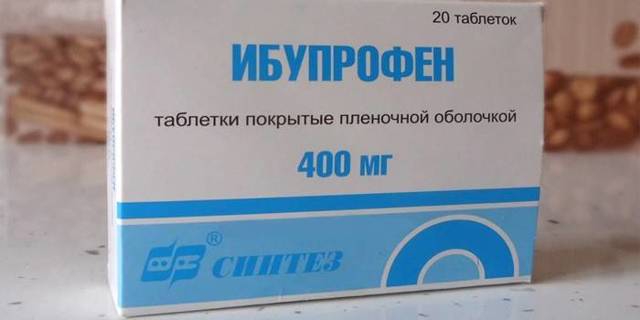 20 таблеток
ИБУПРОФЕН
таблетки покрытые пленочной оболочкой
400 мг
® СИНТЕЗ